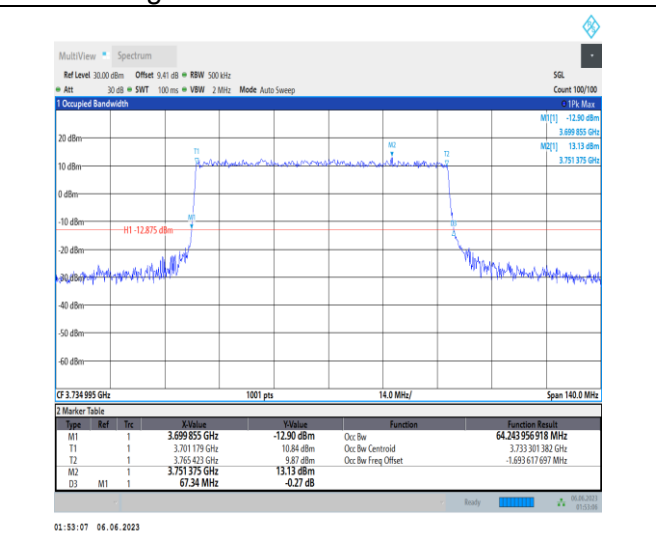 MultiView Spectrum
Ref Level 30.00 dBm Offset 9.41 dB RBW 500 kHz SGL
Att 30 dB SWT 100 ms VBW 2 MHz Mode Auto Sweep Count 100/100
1 Occupied Bandwidth 1Pk Max
M1[1] -12.90 dBm
3.699 855 GHz
M2[1] 13.13 dBm
3.751 375 GHz
20 dBm
T1 M2 T2
10 dBm
0 dBm
-10 dBm
M1
H1 -12.875 dBm
-20 dBm
-30 dBm
-40 dBm
-50 dBm
-60 dBm
CF 3.734 995 GHz 1001 pts 14.0 MHz/ Span 140.0 MHz
2 Marker Table
Type Ref Trc X-Value Y-Value Function Function Result
M1 1 3.699 855 GHz -12.90 dBm Occ Bw 64.243 956 918 MHz
T1 1 3.701 179 GHz 10.84 dBm Occ Bw Centroid 3.733 301 382 GHz
T2 1 3.765 423 GHz 9.87 dBm Occ Bw Freq Offset -1.693 617 697 MHz
M2 1 3.751 375 GHz 13.13 dBm
D3 M1 1 67.34 MHz -0.27 dB
Ready 06.06.2023
01:53:06
01:53:07 06.06.2023